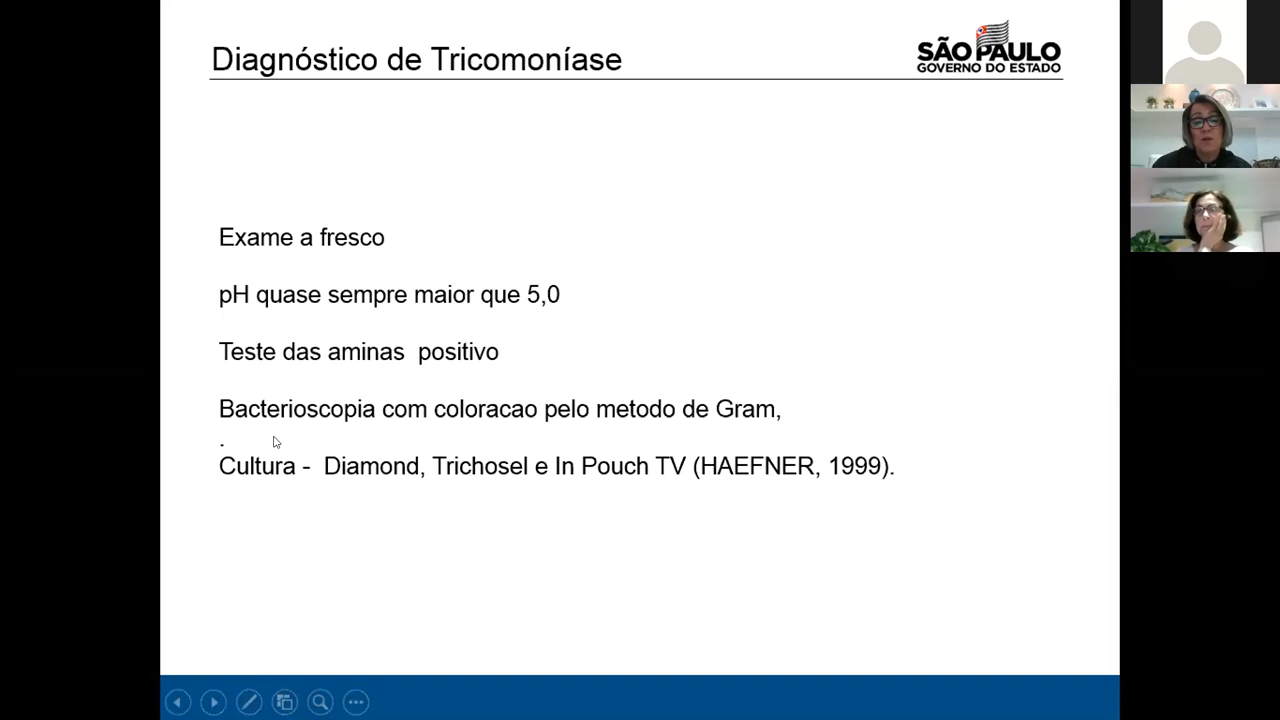 Diagnóstico de Tricomoníase
SÃO PAULO
GOVERNO DO ESTADO
Exame a fresco
pH quase sempre maior que 5,0
Teste das aminas  positivo
Bacterioscopia com coloracao pelo metodo de Gram,
.
Cultura -  Diamond, Trichosel e In Pouch TV (HAEFNER, 1999).